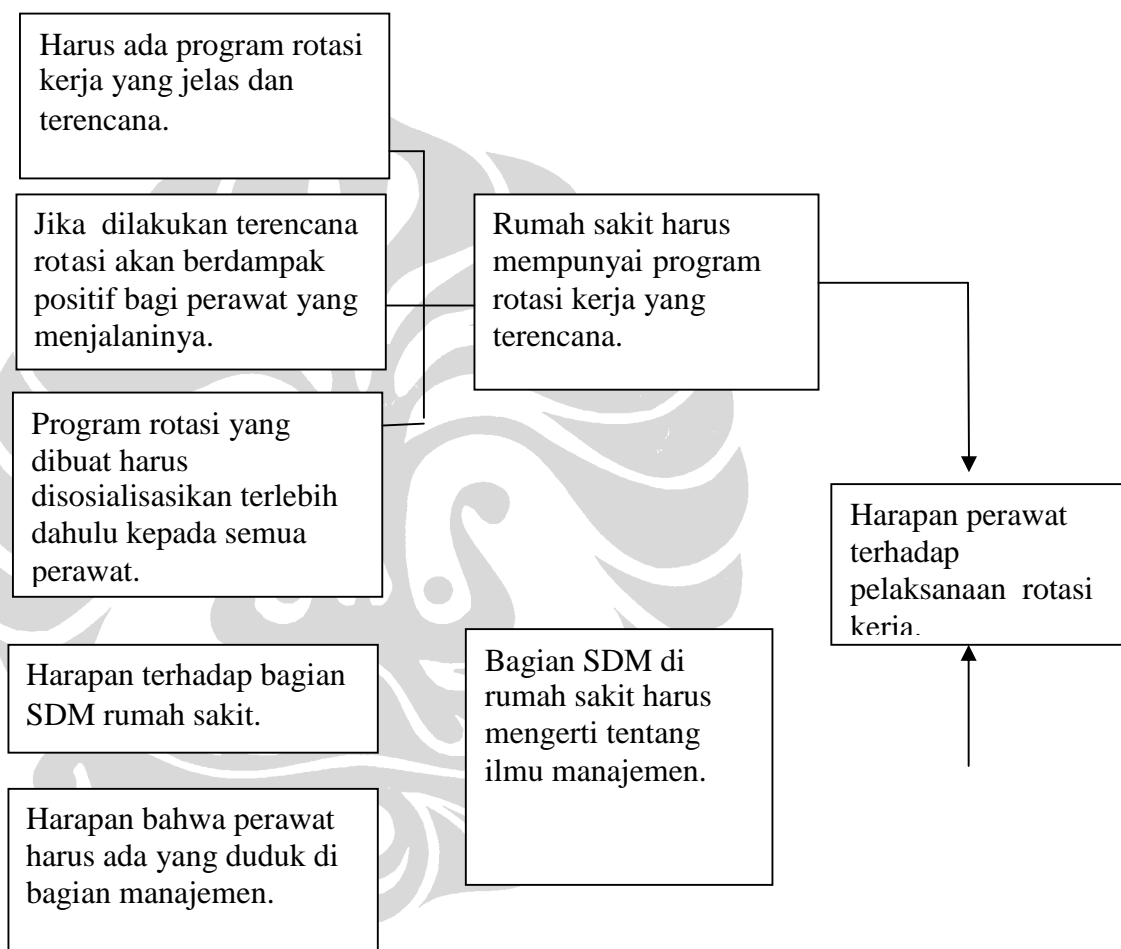 Harus ada program rotasi
kerja yang jelas dan
terencana.
Jika dilakukan terencana
rotasi akan berdampak
positif bagi perawat yang
menjalaninya.
Program rotasi yang
dibuat harus
disosialisasikan terlebih
dahulu kepada semua
perawat.
Harapan terhadap bagian
SDM rumah sakit.
Harapan bahwa perawat
harus ada yang duduk di
bagian manajemen.
Rumah sakit harus
mempunyai program
rotasi kerja yang
terencana.
Bagian SDM di
rumah sakit harus
mengerti tentang
ilmu manajemen.
Harapan perawat
terhadap
pelaksanaan rotasi
kerja.